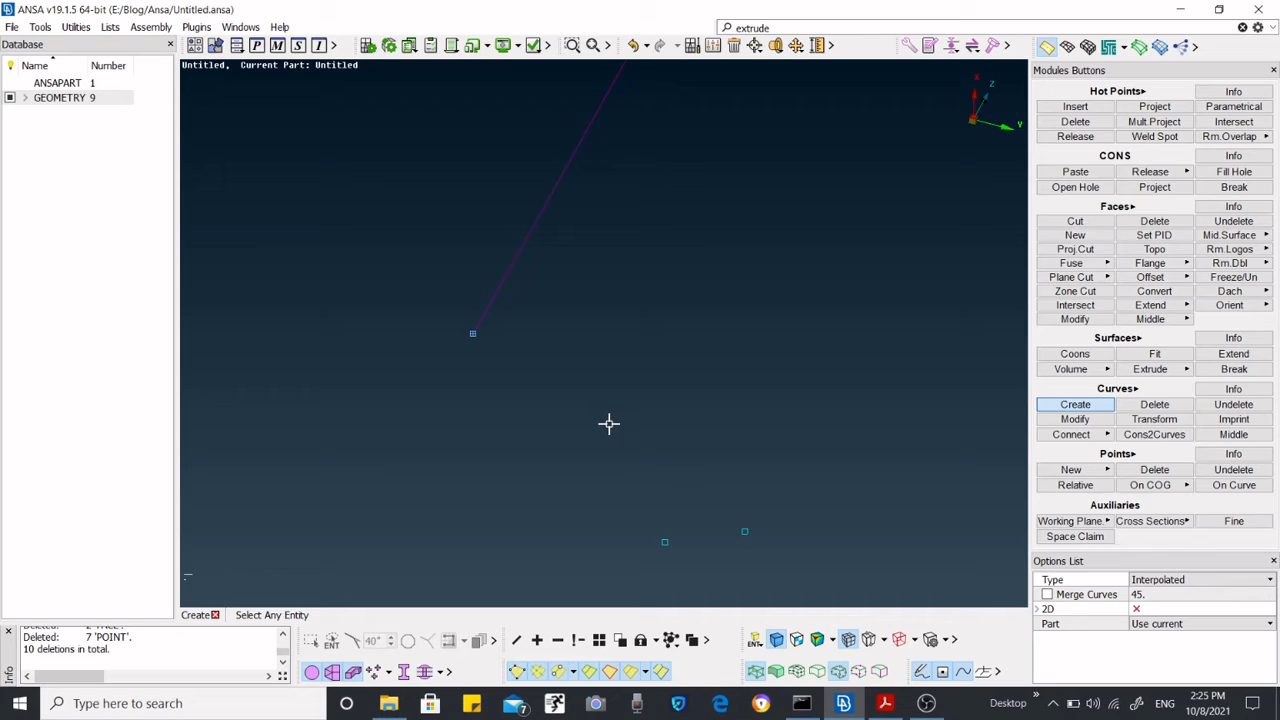 ANSA v19.1.5 64-bit (E:/Blog/Ansa/Untitled.ansa)
File Tools Utilities Lists Assembly Plugins Windows Help extrude
Database
Name Number
ANSAPART 1
GEOMETRY 9
P M S I
Untitled, Current Part: Untitled
X
Z
Y
Modules Buttons
Hot Points Info
Insert Project Parametrical
Delete Mult Project Intersect
Release Weld Spot Rm.Overlap
CONS Info
Paste Release Fill Hole
Open Hole Project Break
Faces Info
Cut Delete Undelete
New Set PID Mid.Surface
Proj.Cut Topo Rm.Logos
Fuse Flange Rm.Dbl
Plane Cut Offset Freeze/Un
Zone Cut Convert Dach
Intersect Extend Orient
Modify Middle
Surfaces Info
Coons Fit Extend
Volume Extrude Break
Curves Info
Create Delete Undelete
Modify Transform Imprint
Connect Cons2Curves Middle
Points Info
New Delete Undelete
Relative On COG On Curve
Auxiliaries
Working Plane. Cross Sections Fine
Space Claim
Options List
Type Interpolated
Merge Curves 45.
2D
Part Use current
Create Select Any Entity
Deleted: 7 'POINT'.
10 deletions in total.
Info
ENT 40°
ENT
Type here to search
7
Desktop
ENG
2:25 PM
10/8/2021